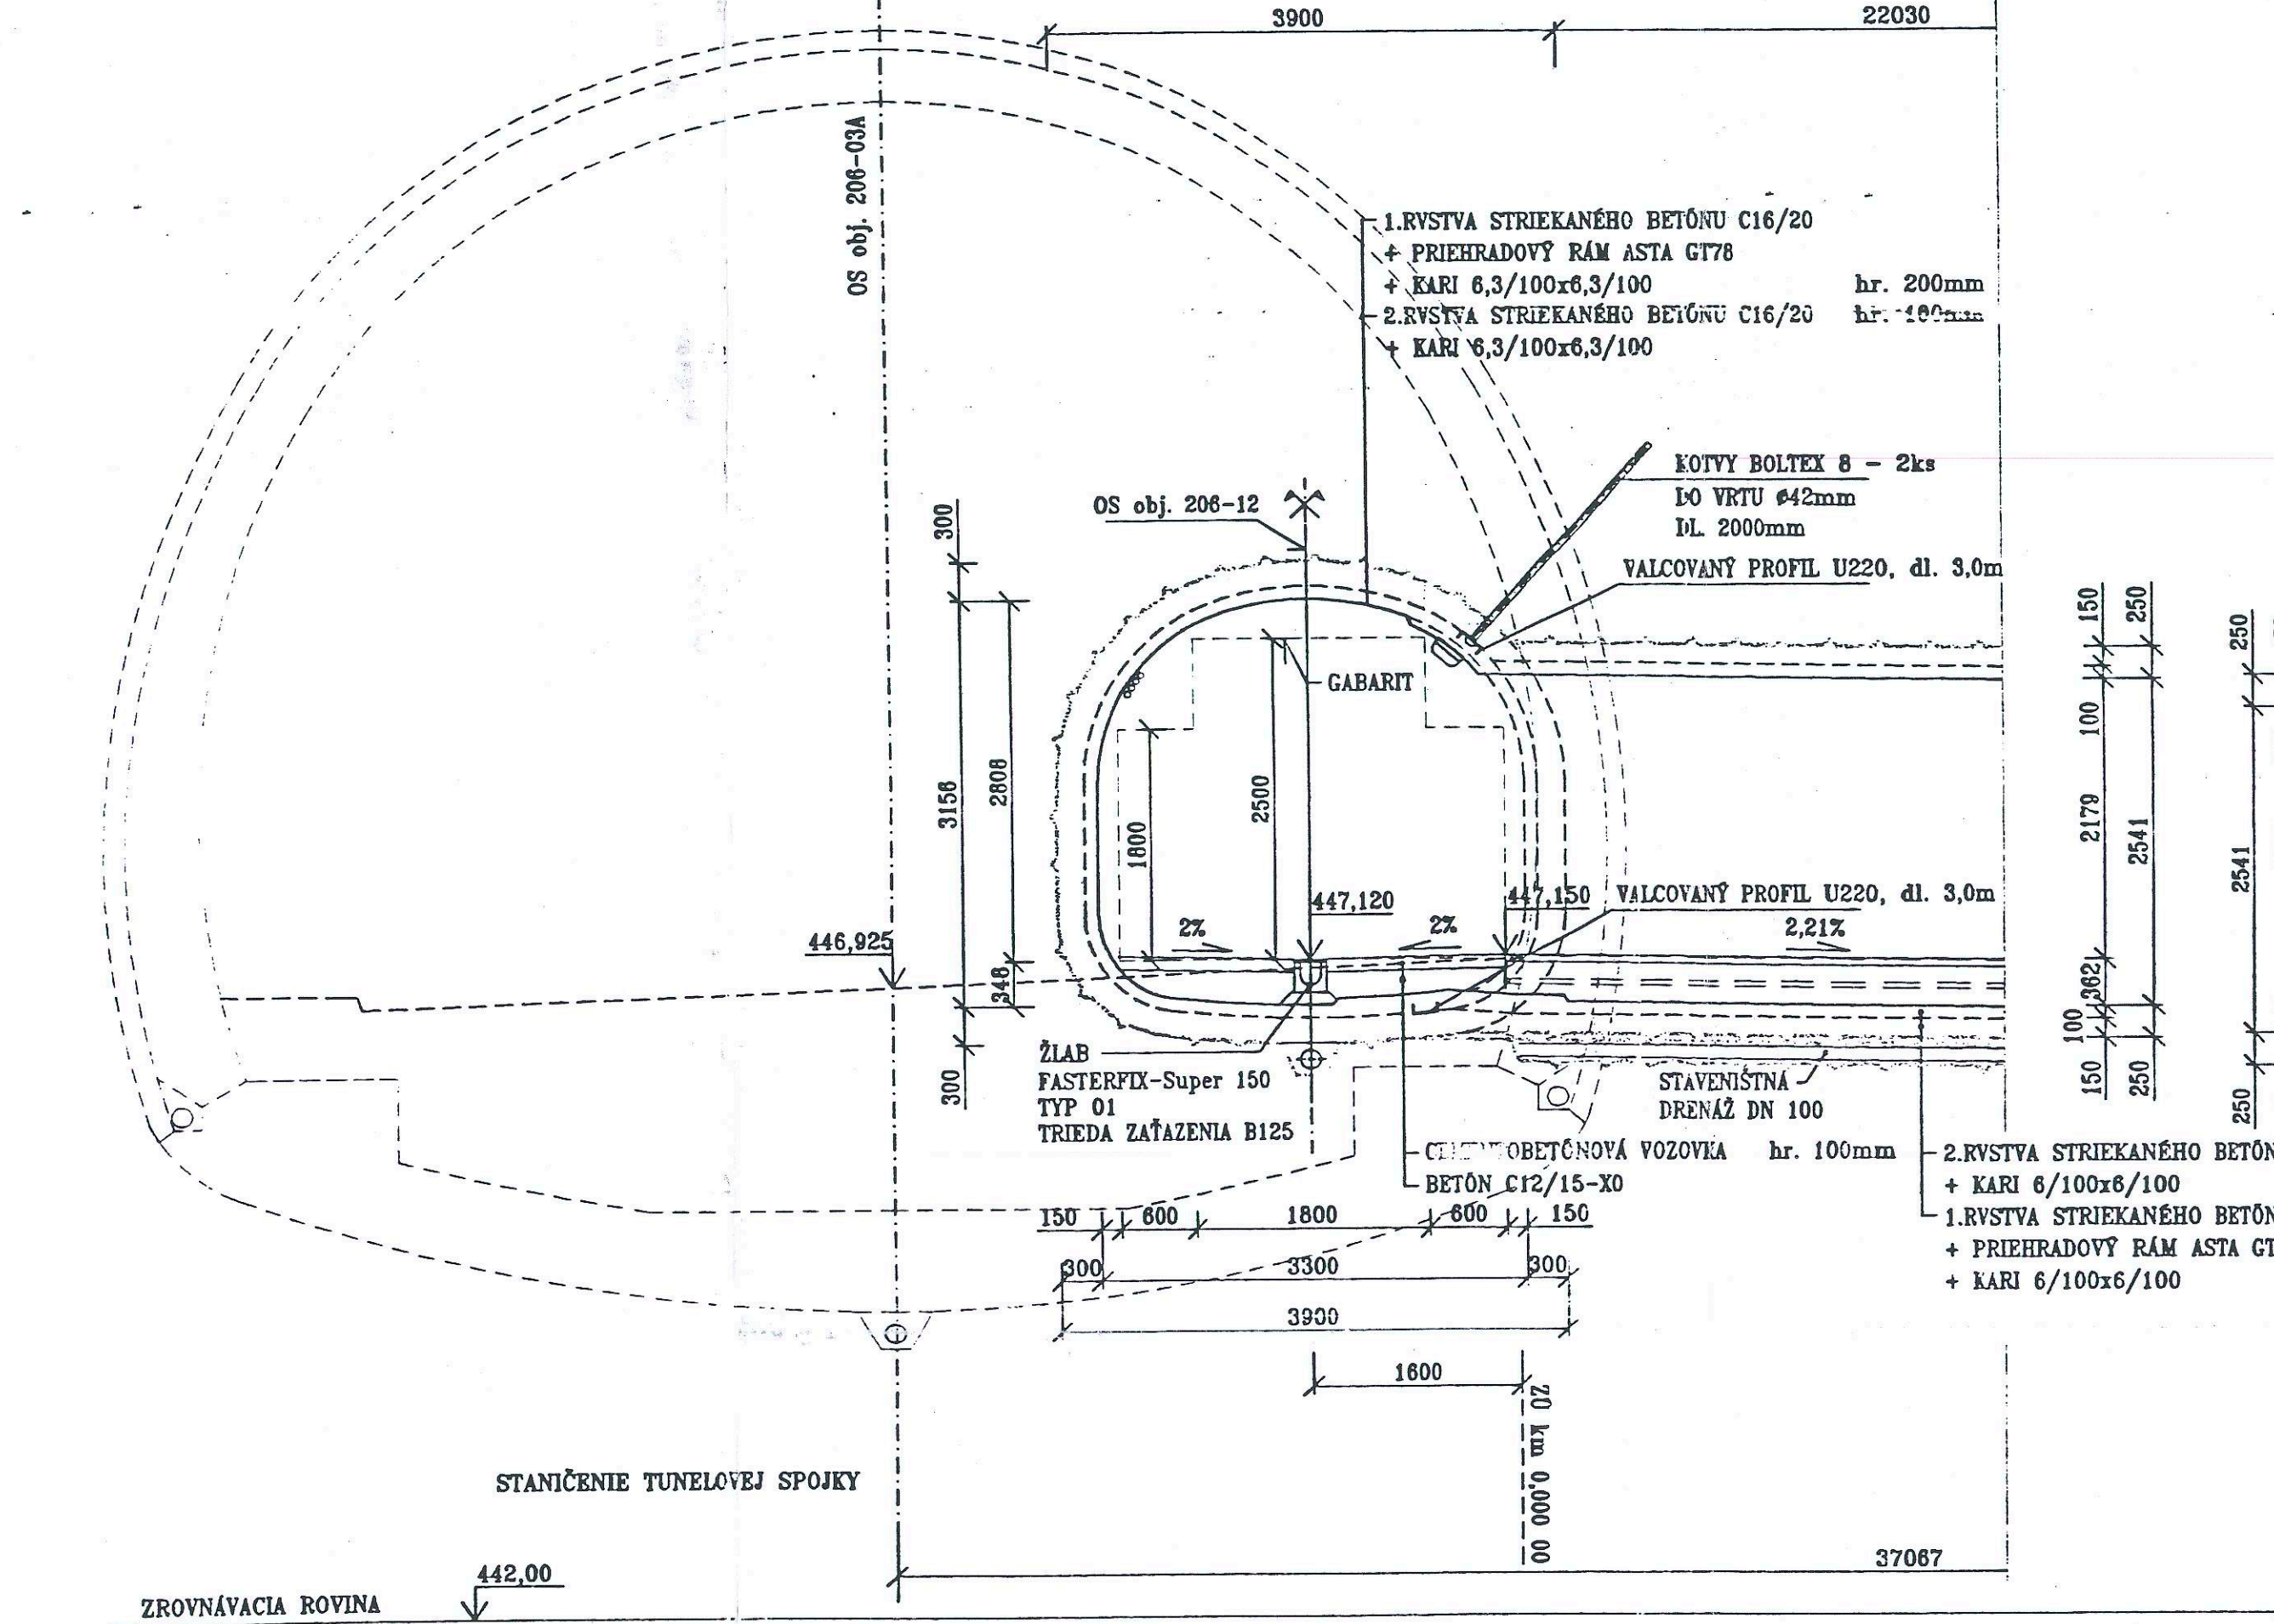 3900
22030
OS obj. 206-03A
1.RVSTVA STRIEKANÉHO BETÓNU C16/20
+ PRIEHRADOVÝ RÁM ASTA GT78
+ KARI 6,3/100x6,3/100 hr. 200mm
2.RVSTVA STRIEKANÉHO BETÓNU C16/20 hr. 100mm
+ KARI 6,3/100x6,3/100
KOTVY BOLTEX 8 - 2ks
DO VRTU ø42mm
DL. 2000mm
OS obj. 206-12
VALCOVANÝ PROFIL U220, dl. 3,0m
300
150
250
250
GABARIT
100
3156
2808
2500
1800
2179
2541
2541
447,120
447,150
VALCOVANÝ PROFIL U220, dl. 3,0m
446,925
2%
2%
2,21%
348
362
100
300
150
250
250
ŽLAB
FASTERFIX-Super 150
TYP 01
TRIEDA ZAŤAZENIA B125
STAVENIŠTNÁ
DRENÁŽ DN 100
VOZOVKA hr. 100mm
BETÓN C12/15-X0
2.RVSTVA STRIEKANÉHO
+ KARI 6/100x6/100
1.RVSTVA STRIEKANÉHO
+ PRIEHRADOVÝ RÁM ASTA
+ KARI 6/100x6/100
150 600 1800 600 150
300 3300 300
3900
1600
ZÚ km 0,000 00
STANIČENIE TUNELOVEJ SPOJKY
37067
442,00
ZROVNÁVACIA ROVINA